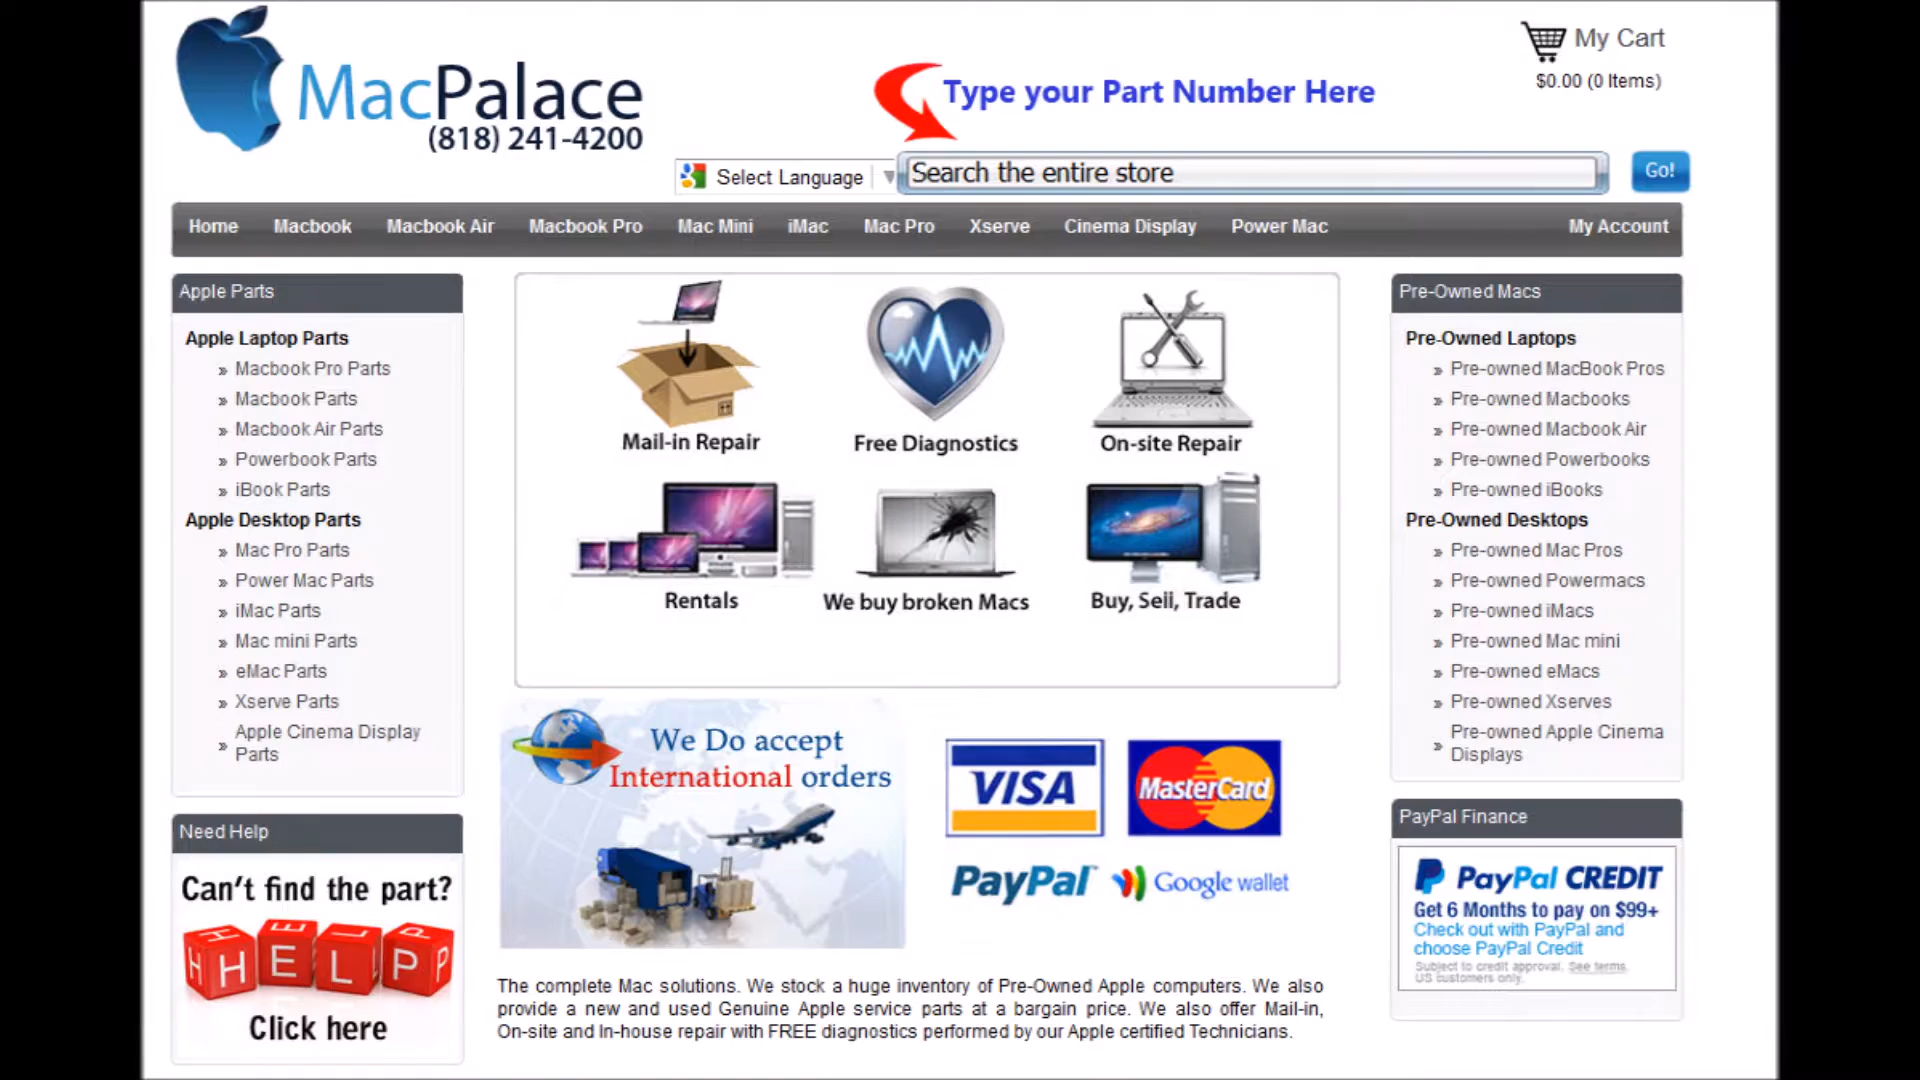 MacPalace
(818) 241-4200
Type your Part Number Here
My Cart
$0.00 (0 Items)
Select Language
Search the entire store
Go!
Home Macbook Macbook Air Macbook Pro Mac Mini iMac Mac Pro Xserve Cinema Display Power Mac My Account
Apple Parts
Apple Laptop Parts
» Macbook Pro Parts
» Macbook Parts
» Macbook Air Parts
» Powerbook Parts
» iBook Parts
Apple Desktop Parts
» Mac Pro Parts
» Power Mac Parts
» iMac Parts
» Mac mini Parts
» eMac Parts
» Xserve Parts
» Apple Cinema Display
Parts
Need Help
Can't find the part?
HELP
Click here
Mail-in Repair
Free Diagnostics
On-site Repair
Rentals
We buy broken Macs
Buy, Sell, Trade
We Do accept
International orders
VISA
MasterCard
PayPal
Google wallet
The complete Mac solutions. We stock a huge inventory of Pre-Owned Apple computers. We also
provide a new and used Genuine Apple service parts at a bargain price. We also offer Mail-in,
On-site and In-house repair with FREE diagnostics performed by our Apple certified Technicians.
Pre-Owned Macs
Pre-Owned Laptops
» Pre-owned MacBook Pros
» Pre-owned Macbooks
» Pre-owned Macbook Air
» Pre-owned Powerbooks
» Pre-owned iBooks
Pre-Owned Desktops
» Pre-owned Mac Pros
» Pre-owned Powermacs
» Pre-owned iMacs
» Pre-owned Mac mini
» Pre-owned eMacs
» Pre-owned Xserves
» Pre-owned Apple Cinema
Displays
PayPal Finance
PayPal CREDIT
Get 6 Months to pay on $99+
Check out with PayPal and
choose PayPal Credit
Subject to credit approval. See terms.
US customers only.